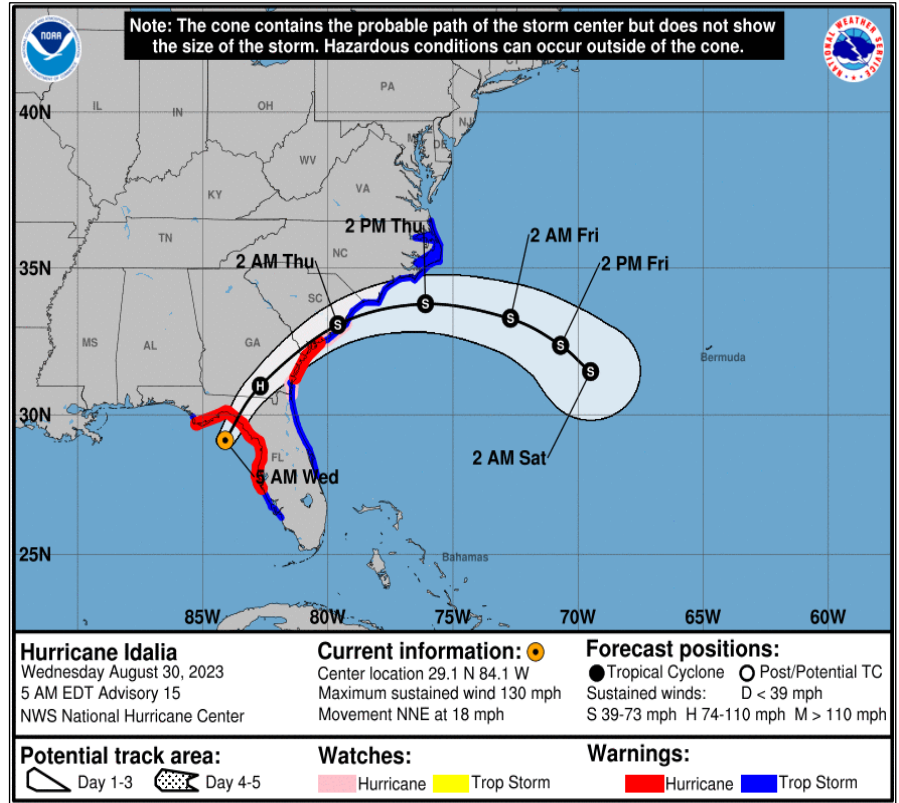 Note: The cone contains the probable path of the storm center but does not show
the size of the storm. Hazardous conditions can occur outside of the cone.
NOAA
NATIONAL WEATHER SERVICE
IL
IN
OH
PA
CT
NJ
DE
WV
KY
VA
TN
NC
SC
MS
AL
GA
FL
40N
35N
30N
25N
2 PM Thu
2 AM Thu
2 AM Fri
2 PM Fri
2 AM Sat
5 AM Wed
H
S
S
S
S
S
Bermuda
Bahamas
85W
80W
75W
70W
65W
60W
Hurricane Idalia
Wednesday August 30, 2023
5 AM EDT Advisory 15
NWS National Hurricane Center
Current information:
Center location 29.1 N 84.1 W
Maximum sustained wind 130 mph
Movement NNE at 18 mph
Forecast positions:
Tropical Cyclone Post/Potential TC
Sustained winds: D < 39 mph
S 39-73 mph H 74-110 mph M > 110 mph
Potential track area:
Day 1-3 Day 4-5
Watches:
Hurricane Trop Storm
Warnings:
Hurricane Trop Storm